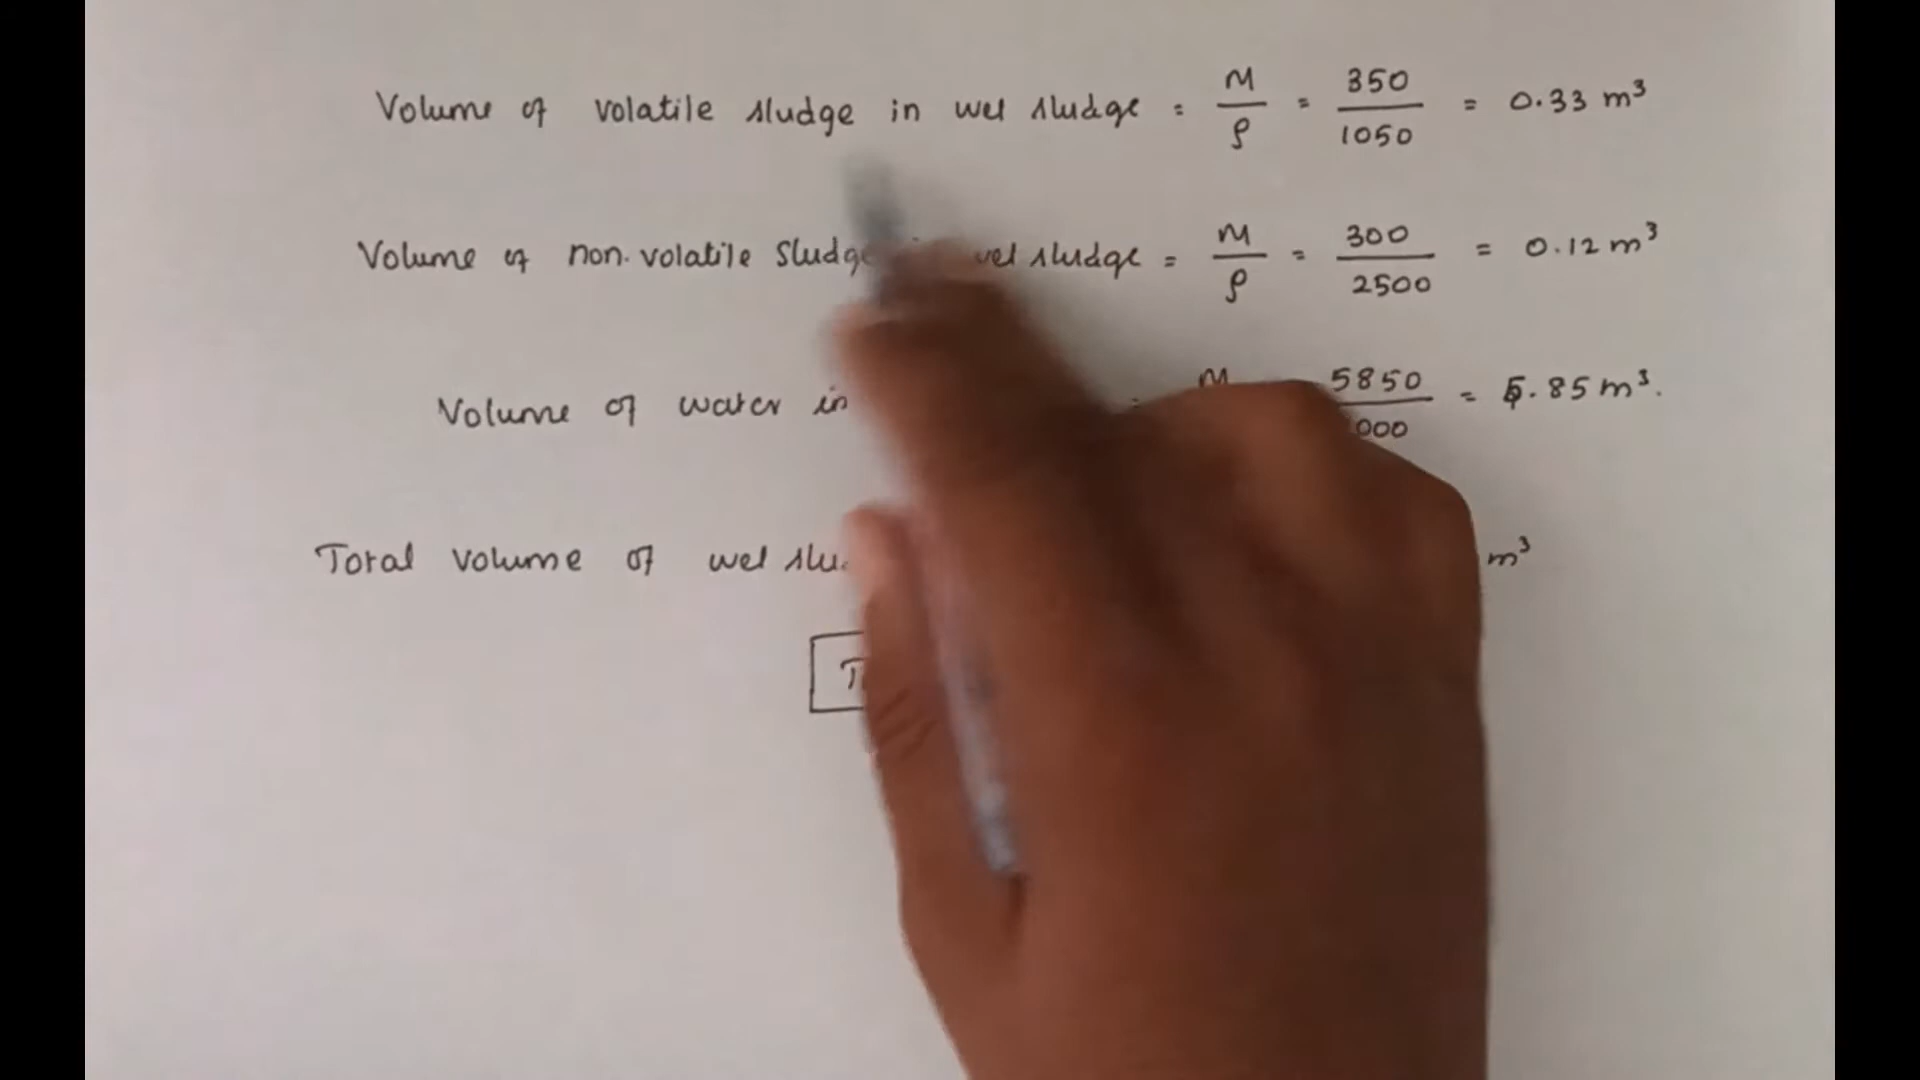 Volume of volatile sludge in wet sludge = M/ρ = 350/1050 = 0.33 m³
Volume of non-volatile sludge wet sludge = M/ρ = 300/2500 = 0.12 m³
Volume of water in 5850 = 5.85 m³.
Total volume of wet m³